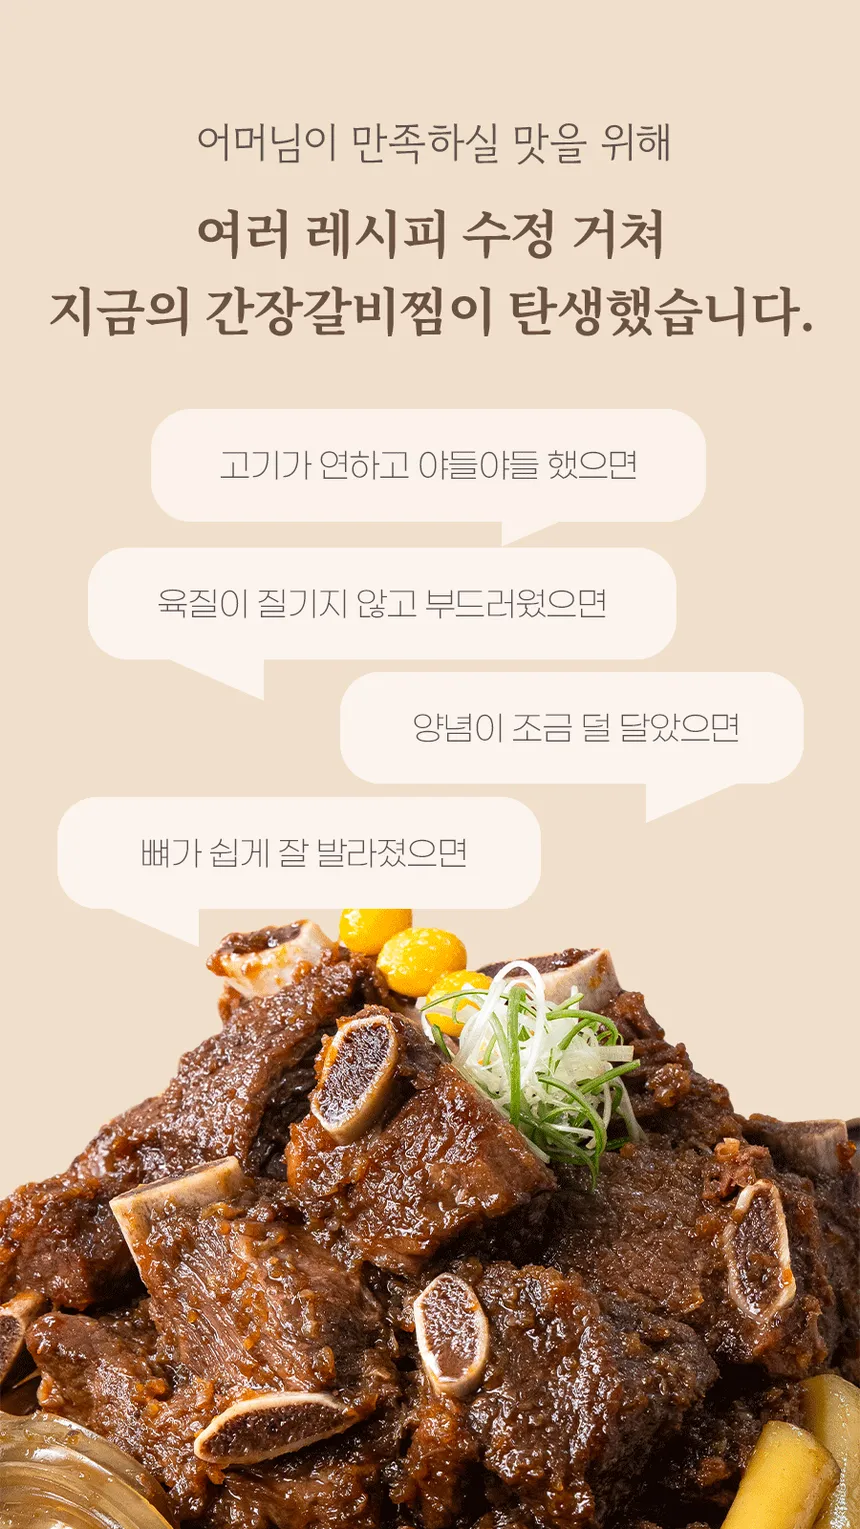 어머님이 만족하실 맛을 위해
여러 레시피 수정 거쳐
지금의 간장갈비찜이 탄생했습니다.
고기가 연하고 야들야들 했으면
육질이 질기지 않고 부드러웠으면
양념이 조금 덜 달았으면
뼈가 쉽게 잘 발라졌으면